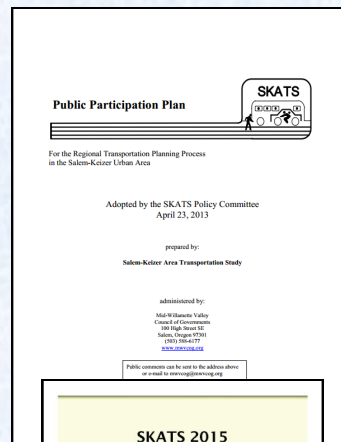 SKATS
Public Participation Plan
For the Regional Transportation Planning Process
in the Salem-Keizer Urban Area
Adopted by the SKATS Policy Committee
April 23, 2013
prepared by:
Salem-Keizer Area Transportation Study
administered by:
Mid-Willamette Valley
Council of Governments
100 High Street SE
Salem, Oregon 97301
(503) 588-6177
www.mwvcog.org
Public comments can be sent to the address above
or e-mail to mwvcog@mwvcog.org
SKATS 2015